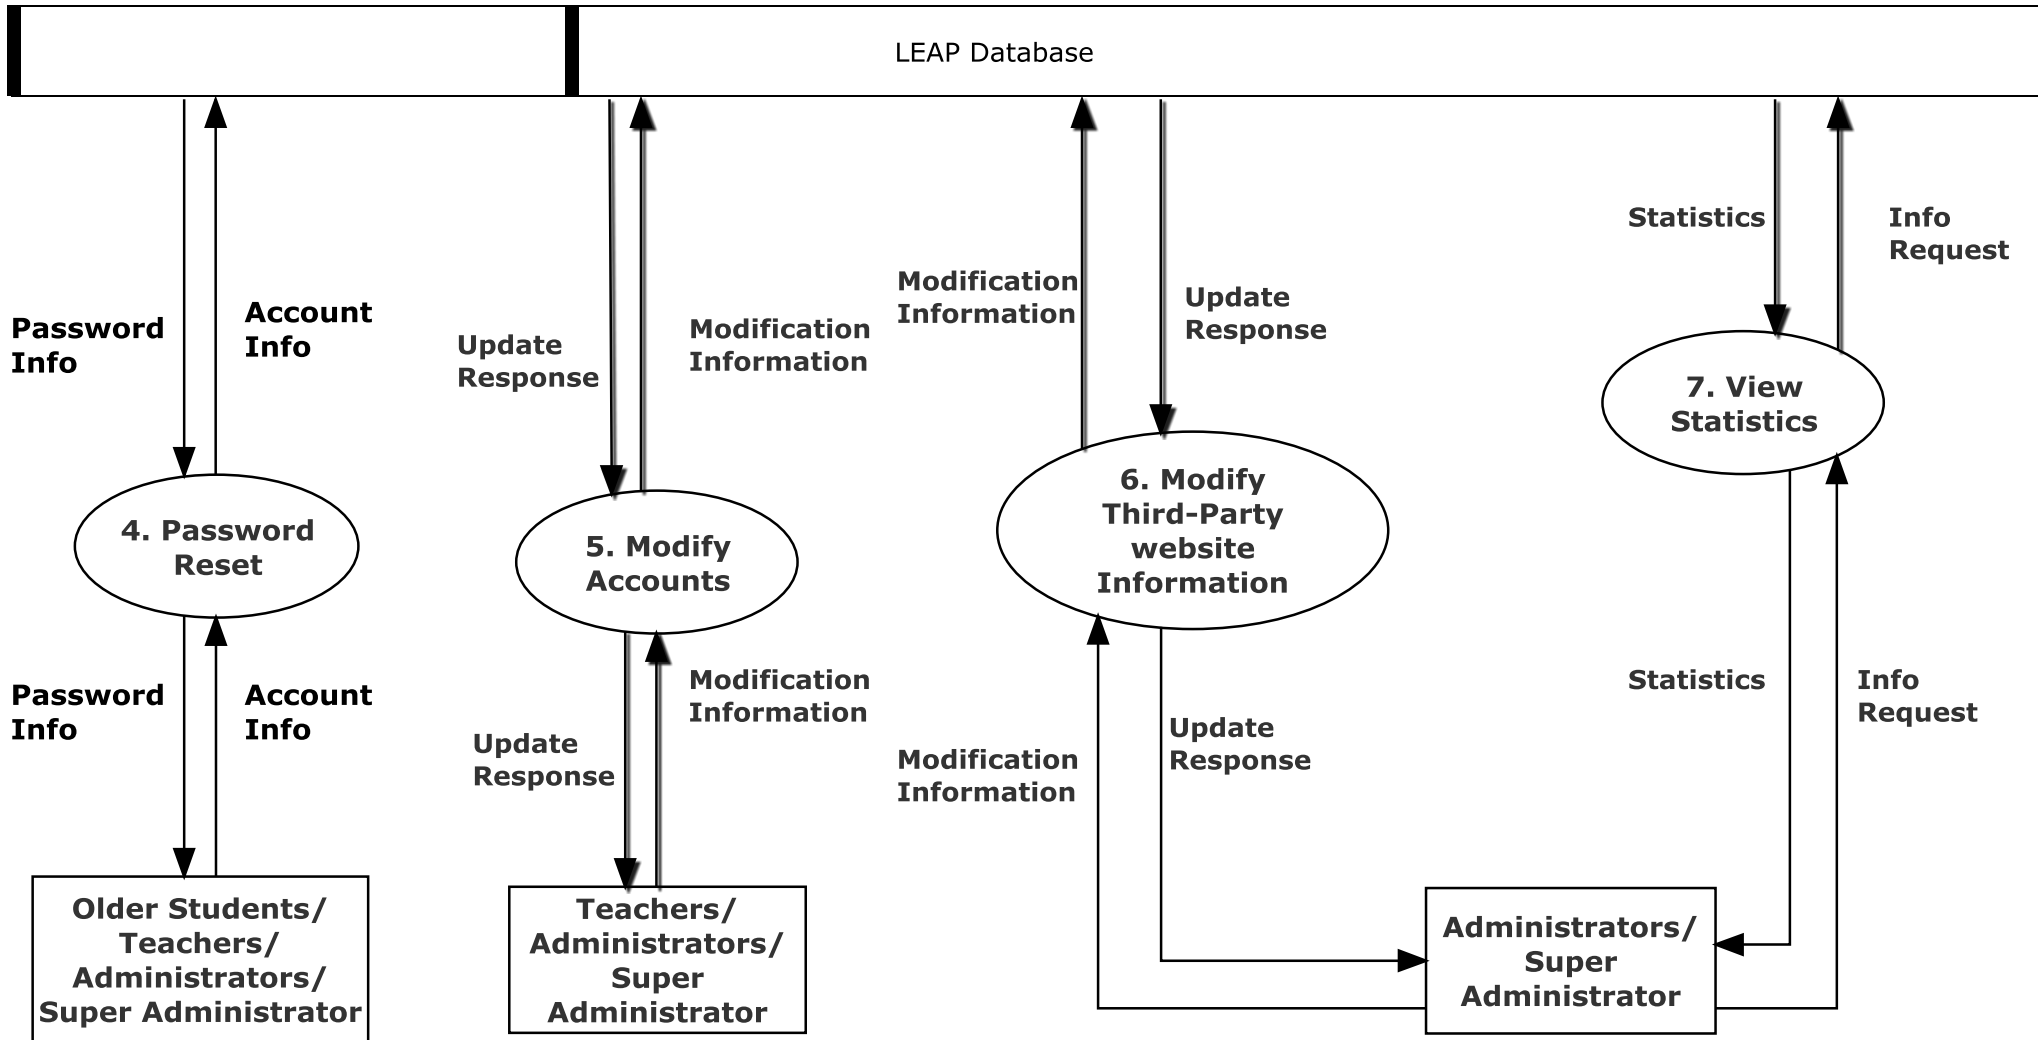 LEAP Database
Statistics
Info
Request
Modification
Information
Update
Response
Password
Info
Account
Info
Update
Response
Modification
Information
7. View
Statistics
4. Password
Reset
5. Modify
Accounts
6. Modify
Third-Party
website
Information
Password
Info
Account
Info
Update
Response
Modification
Information
Modification
Information
Update
Response
Statistics
Info
Request
Older Students/
Teachers/
Administrators/
Super Administrator
Teachers/
Administrators/
Super
Administrator
Administrators/
Super
Administrator